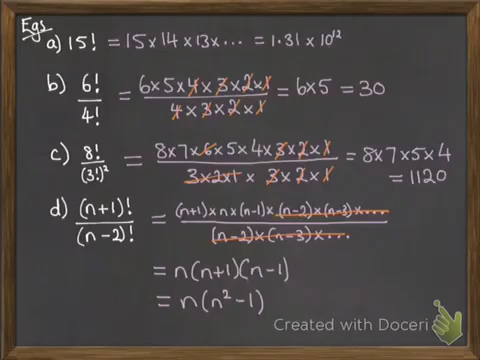 Egs
a) 15! = 15 × 14 × 13 × ... = 1.31 × 10¹²
b) 6!/4! = (6 × 5 × 4 × 3 × 2 × 1)/(4 × 3 × 2 × 1) = 6 × 5 = 30
c) 8!/(3!)² = (8 × 7 × 6 × 5 × 4 × 3 × 2 × 1)/(3 × 2 × 1 × 3 × 2 × 1) = 8 × 7 × 5 × 4
= 1120
d) (n+1)!/(n−2)! = ((n+1) × n × (n−1) × (n−2) × (n−3) × ...)/((n−2) × (n−3) × ...)
= n(n+1)(n−1)
= n(n² − 1)
Created with Doceri